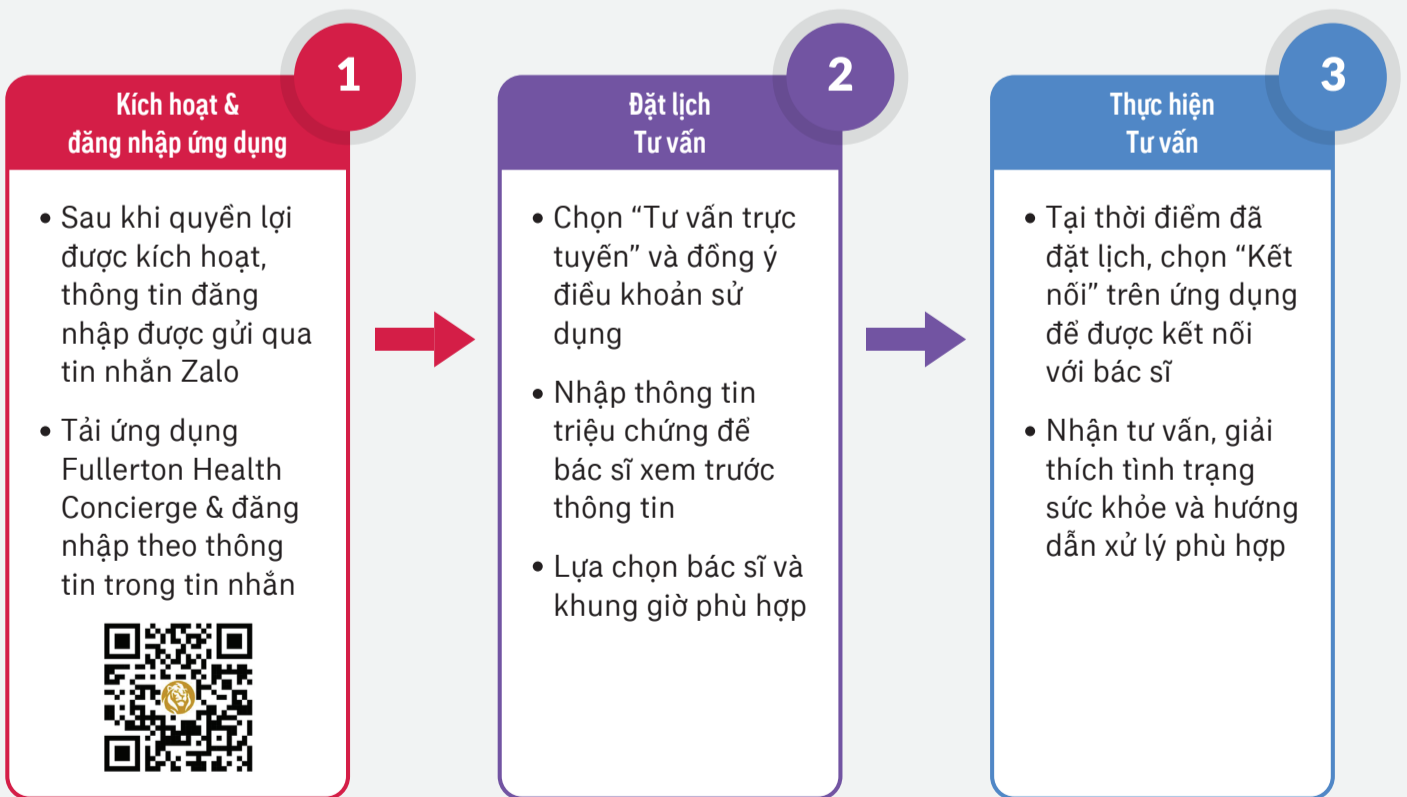 1
Kích hoạt &
đăng nhập ứng dụng
• Sau khi quyền lợi
được kích hoạt,
thông tin đăng
nhập được gửi qua
tin nhắn Zalo
• Tải ứng dụng
Fullerton Health
Concierge & đăng
nhập theo thông
tin trong tin nhắn
2
Đặt lịch
Tư vấn
• Chọn “Tư vấn trực
tuyến” và đồng ý
điều khoản sử
dụng
• Nhập thông tin
triệu chứng để
bác sĩ xem trước
thông tin
• Lựa chọn bác sĩ và
khung giờ phù hợp
3
Thực hiện
Tư vấn
• Tại thời điểm đã
đặt lịch, chọn “Kết
nối” trên ứng dụng
để được kết nối
với bác sĩ
• Nhận tư vấn, giải
thích tình trạng
sức khỏe và hướng
dẫn xử lý phù hợp